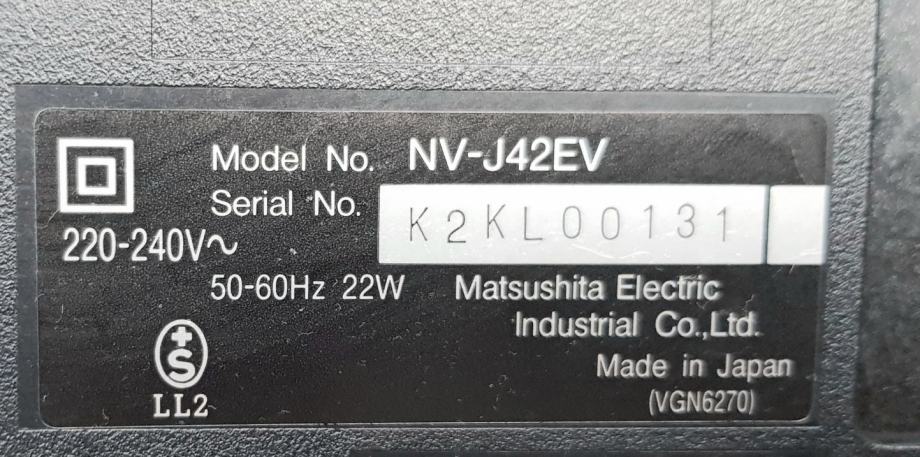 Model No. NV-J42EV
Serial No. K2KL00131
220-240V~
50-60Hz 22W
Matsushita Electric
Industrial Co.,Ltd.
Made in Japan
(VGN6270)
+S
LL2